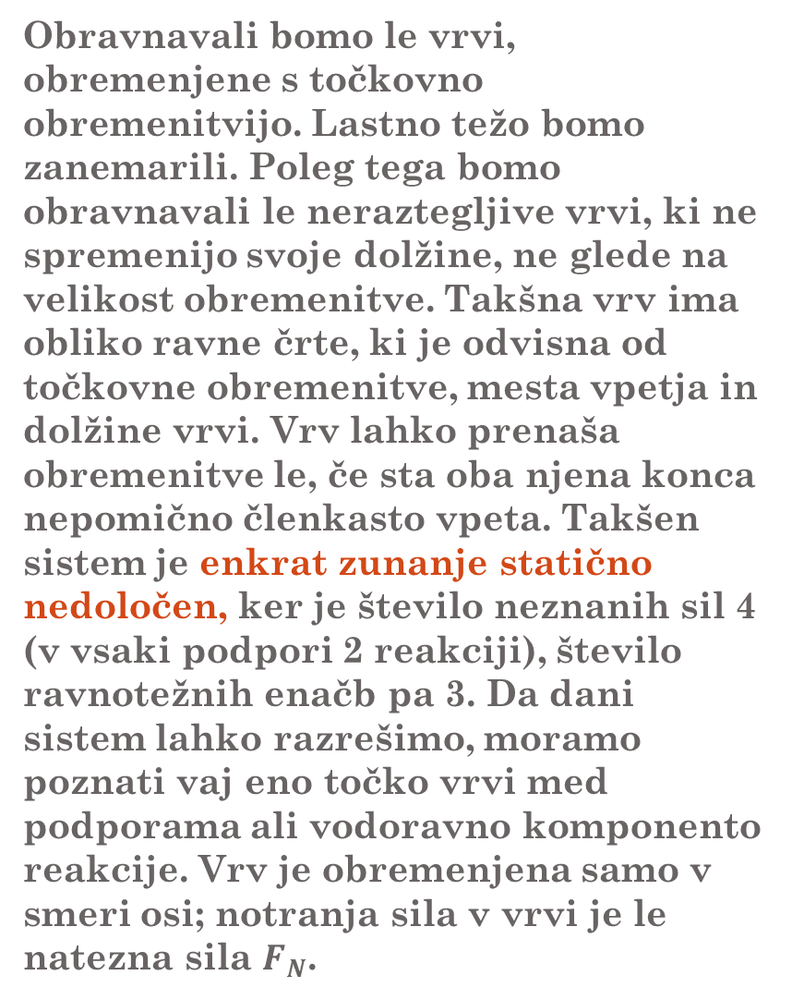 Obravnavali bomo le vrvi,
obremenjene s točkovno
obremenitvijo. Lastno težo bomo
zanemarili. Poleg tega bomo
obravnavali le neraztegljive vrvi, ki ne
spremenijo svoje dolžine, ne glede na
velikost obremenitve. Takšna vrv ima
obliko ravne črte, ki je odvisna od
točkovne obremenitve, mesta vpetja in
dolžine vrvi. Vrv lahko prenaša
obremenitve le, če sta oba njena konca
nepomično členkasto vpeta. Takšen
sistem je enkrat zunanje statično
nedoločen, ker je število neznanih sil 4
(v vsaki podpori 2 reakciji), število
ravnotežnih enačb pa 3. Da dani
sistem lahko razrešimo, moramo
poznati vaj eno točko vrvi med
podporama ali vodoravno komponento
reakcije. Vrv je obremenjena samo v
smeri osi; notranja sila v vrvi je le
natezna sila F_N.